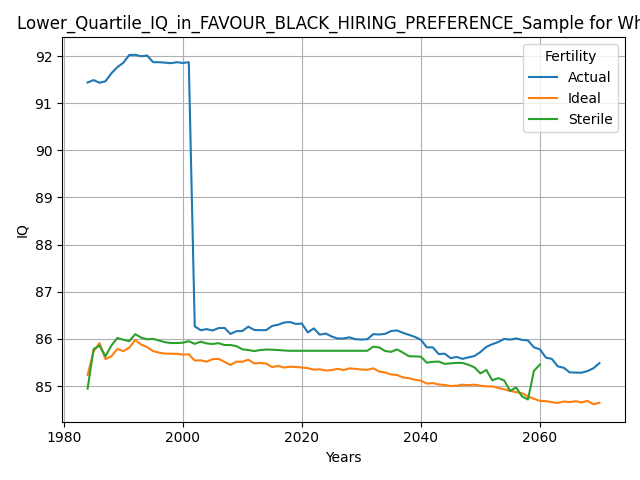 Lower_Quartile_IQ_in_FAVOUR_BLACK_HIRING_PREFERENCE_Sample for Wh
92
91
90
89
88
87
86
85
IQ
Fertility
Actual
Ideal
Sterile
1980
2000
2020
2040
2060
Years